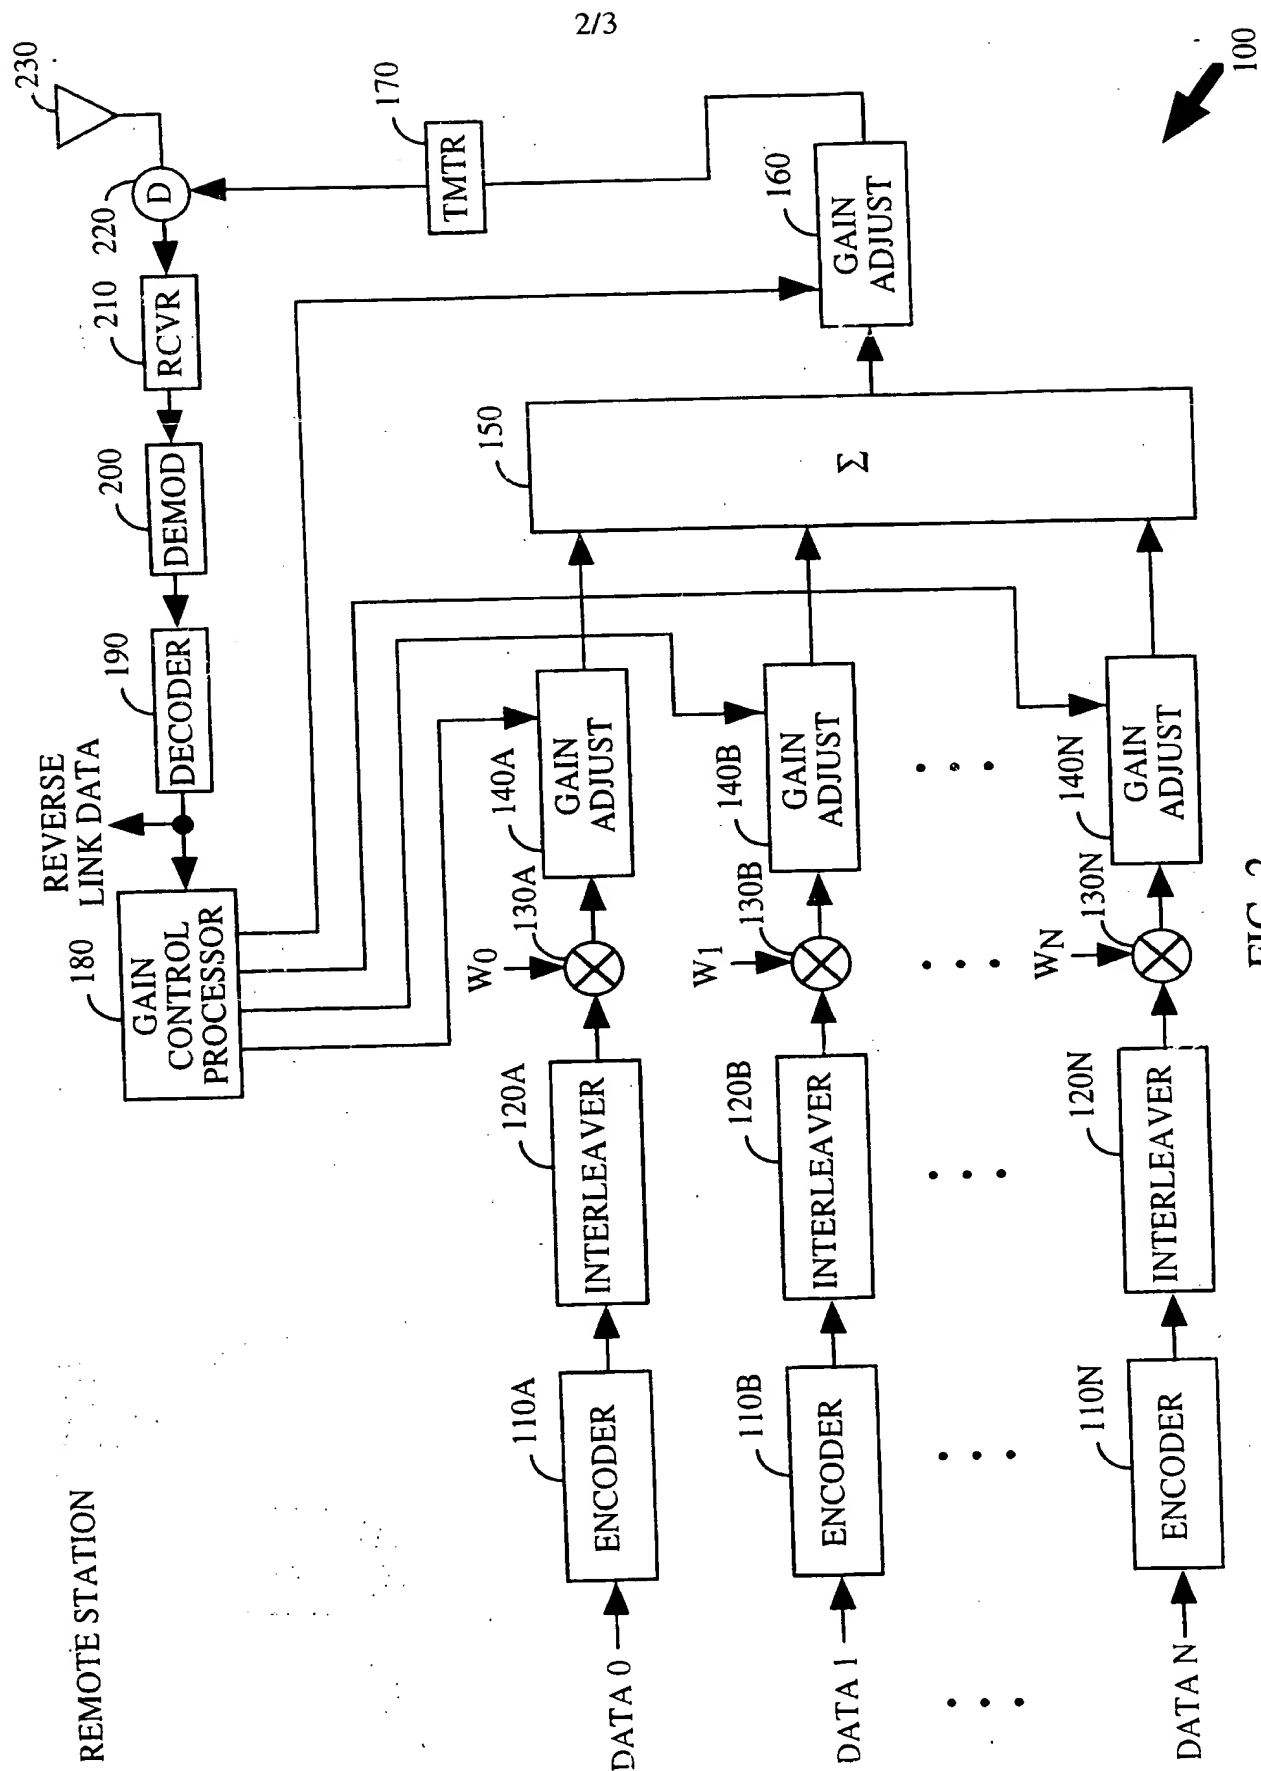 2/3
REMOTE STATION
REVERSE
LINK DATA
180
GAIN
CONTROL
PROCESSOR
190
DECODER
200
DEMOD
210
RCVR
220
D
230
170
TMTR
DATA 0
110A
ENCODER
120A
INTERLEAVER
W0
130A
140A
GAIN
ADJUST
150
Σ
160
GAIN
ADJUST
DATA 1
110B
ENCODER
120B
INTERLEAVER
W1
130B
140B
GAIN
ADJUST
DATA N
110N
ENCODER
120N
INTERLEAVER
WN
130N
140N
GAIN
ADJUST
100